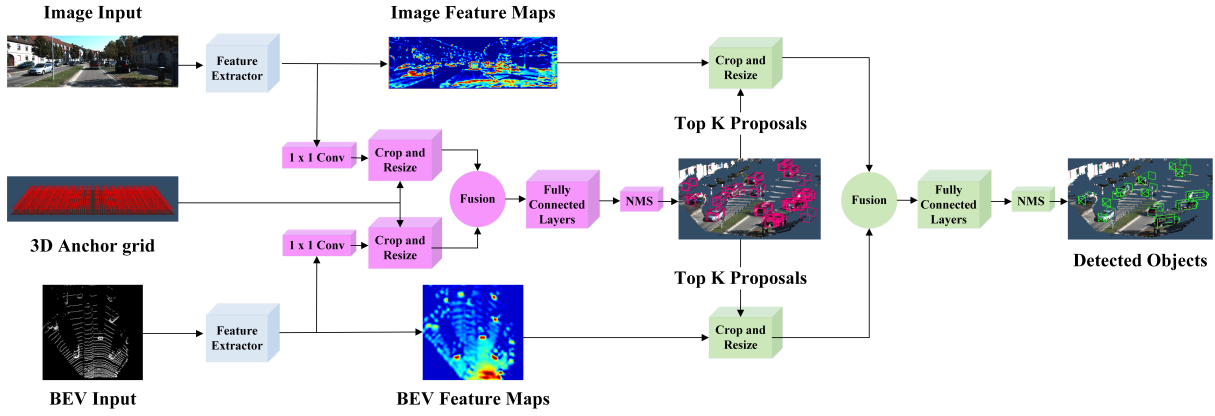 Image Input
Image Feature Maps
Feature
Extractor
Crop and
Resize
Top K Proposals
1 x 1 Conv
Crop and
Resize
3D Anchor grid
Fusion
Fully
Connected
Layers
NMS
Fusion
Fully
Connected
Layers
NMS
1 x 1 Conv
Crop and
Resize
Detected Objects
Top K Proposals
Feature
Extractor
Crop and
Resize
BEV Input
BEV Feature Maps